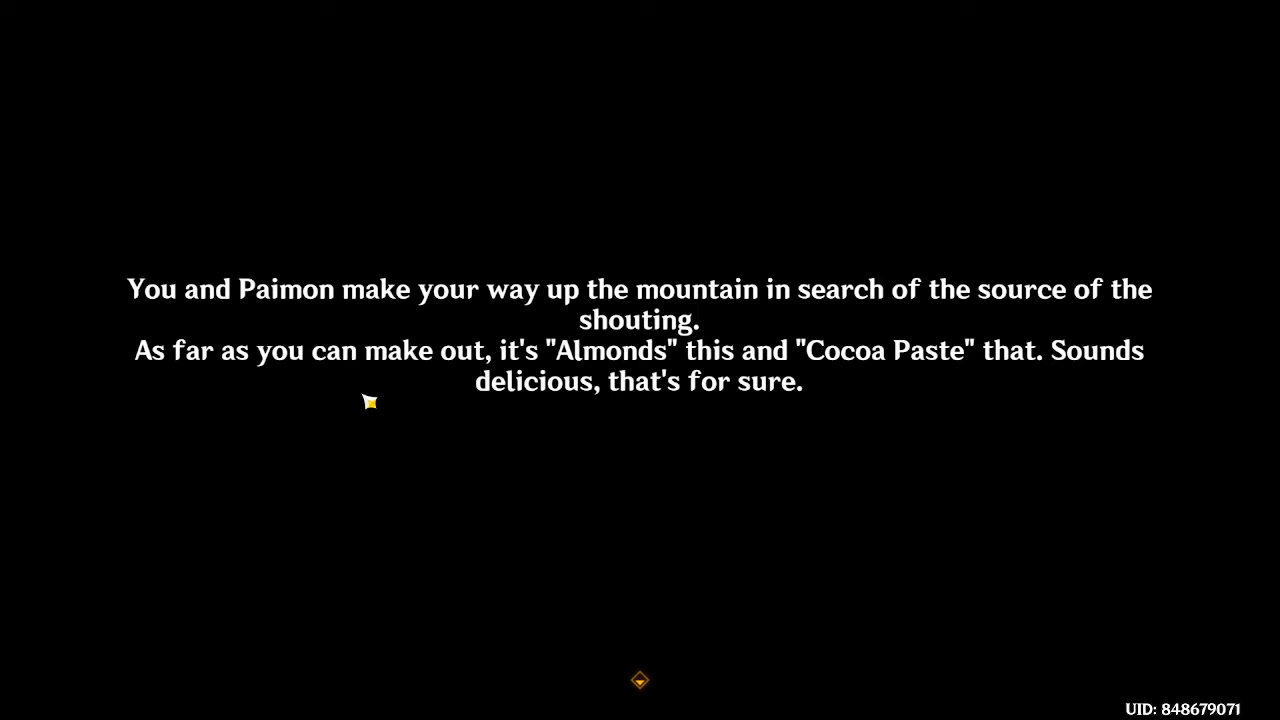 You and Paimon make your way up the mountain in search of the source of the
shouting.
As far as you can make out, it's "Almonds" this and "Cocoa Paste" that. Sounds
delicious, that's for sure.
UID: 848679071